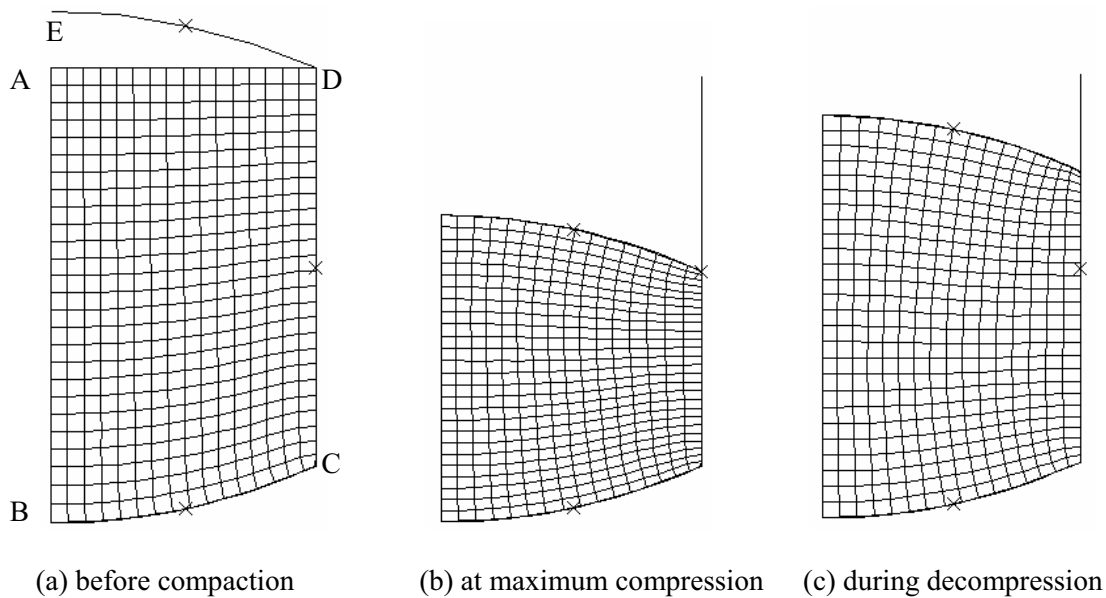 E
A
D
C
B
(a) before compaction
(b) at maximum compression
(c) during decompression